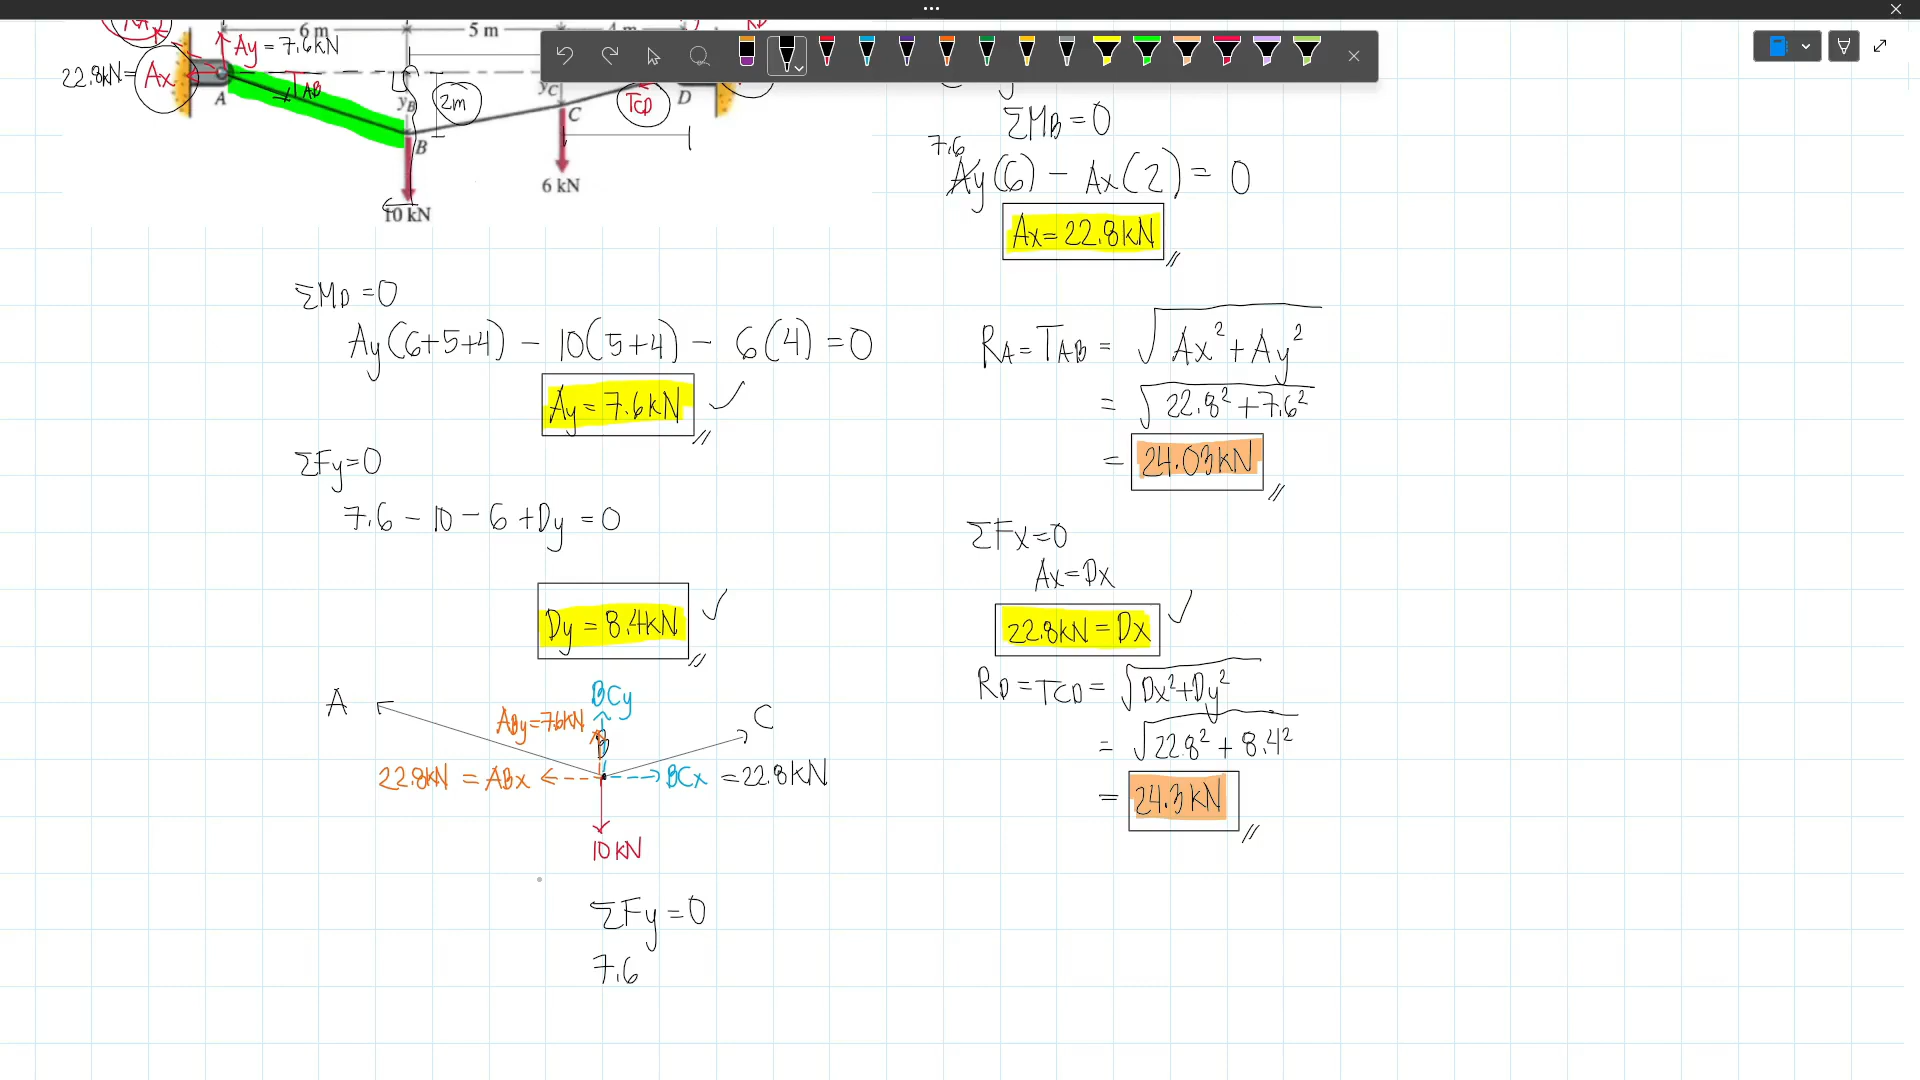 6 m
5 m
Ay = 7.6KN
22.8KN = Ax
TAB
A
yB
2m
yC
C
TCD
D
B
6 kN
10 kN
ΣMD = 0
Ay(6+5+4) - 10(5+4) - 6(4) = 0
Ay = 7.6KN
ΣFy = 0
7.6 - 10 - 6 + Dy = 0
Dy = 8.4KN
A
BCy
ABy = 7.6KN
B
C
22.8KN = ABx
BCx = 22.8KN
10KN
ΣFy = 0
7.6
ΣMB = 0
7.6
Ay(6) - Ax(2) = 0
Ax = 22.8KN
RA = TAB = √Ax² + Ay²
= √22.8² + 7.6²
= 24.03KN
ΣFx = 0
Ax = Dx
22.8KN = Dx
RD = TCD = √Dx² + Dy²
= √22.8² + 8.4²
= 24.3KN